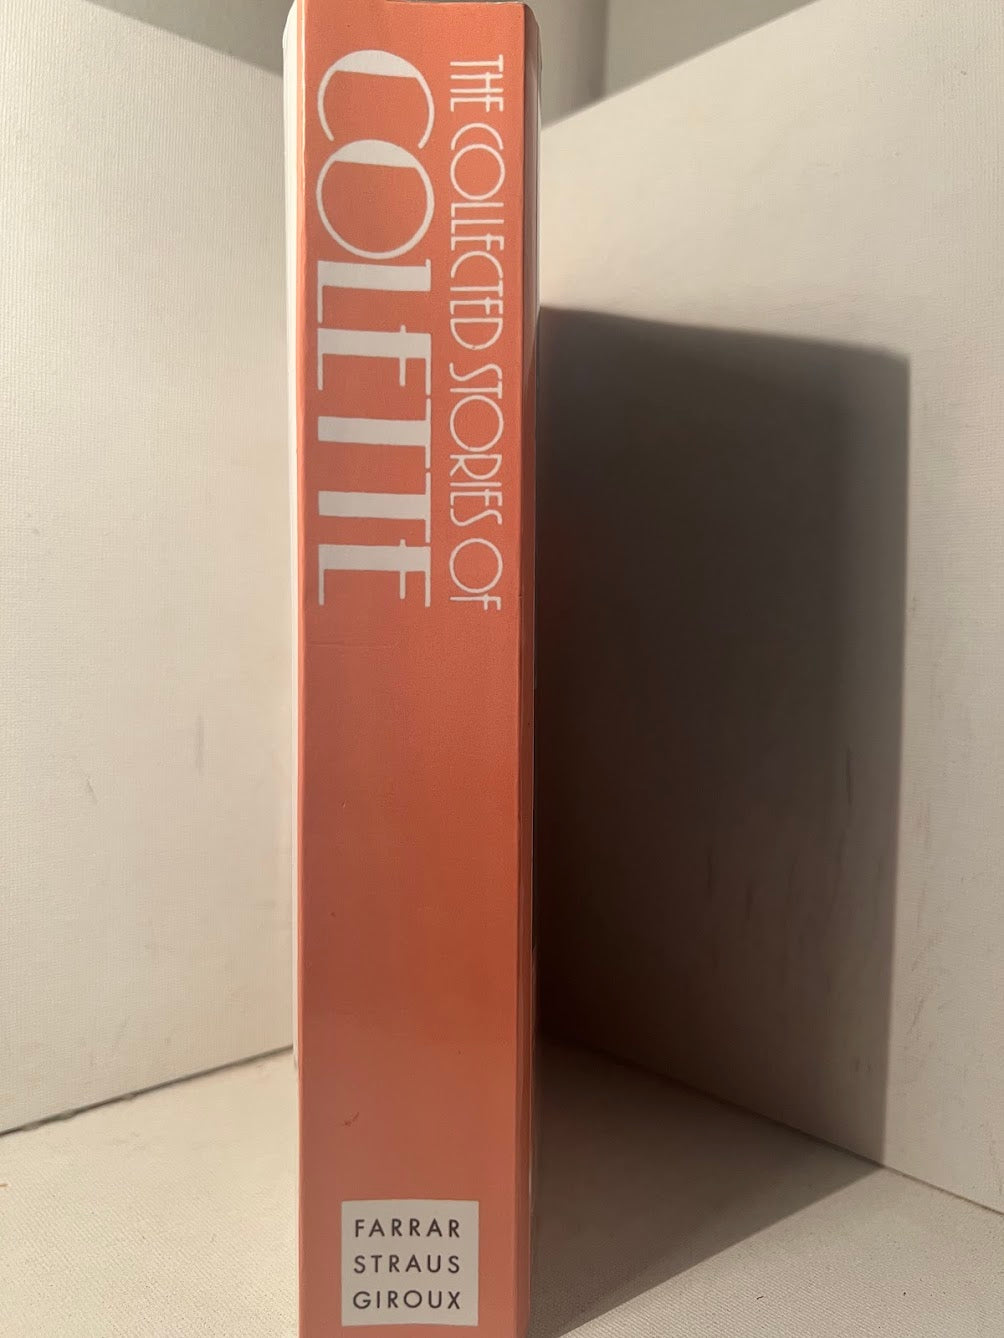 THE COLLECTED STORIES OF
COLETTE
FARRAR
STRAUS
GIROUX